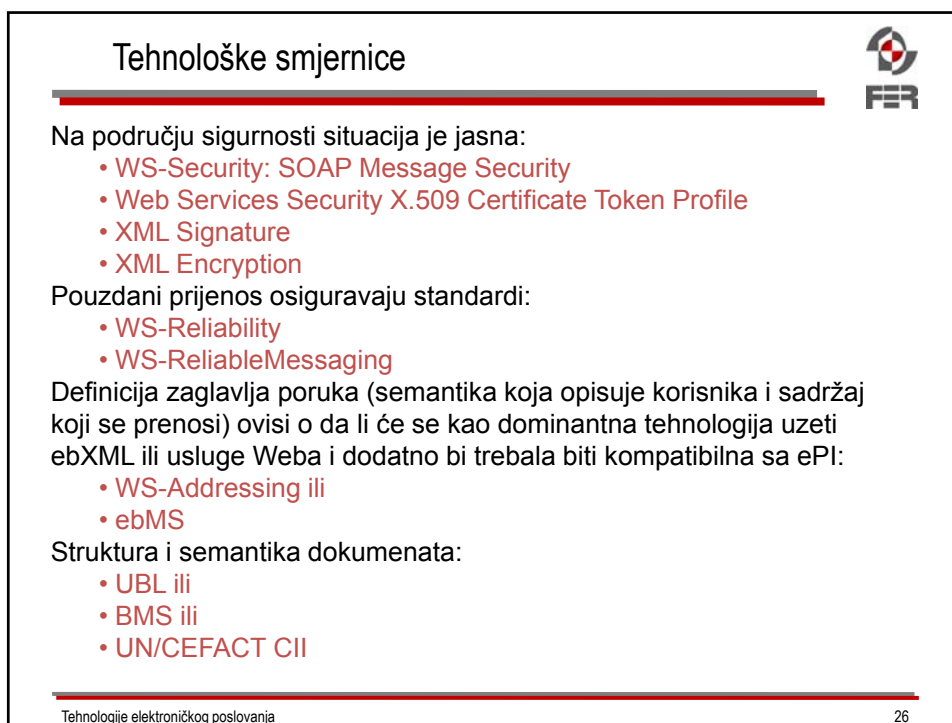 Tehnološke smjernice
FER
Na području sigurnosti situacija je jasna:
• WS-Security: SOAP Message Security
• Web Services Security X.509 Certificate Token Profile
• XML Signature
• XML Encryption
Pouzdani prijenos osiguravaju standardi:
• WS-Reliability
• WS-ReliableMessaging
Definicija zaglavlja poruka (semantika koja opisuje korisnika i sadržaj
koji se prenosi) ovisi o da li će se kao dominantna tehnologija uzeti
ebXML ili usluge Weba i dodatno bi trebala biti kompatibilna sa ePI:
• WS-Addressing ili
• ebMS
Struktura i semantika dokumenata:
• UBL ili
• BMS ili
• UN/CEFACT CII
Tehnologije elektroničkog poslovanja
26